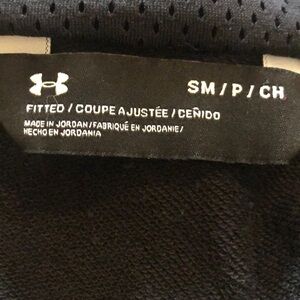 SM/P/CH
FITTED/COUPE AJUSTÉE/CEÑIDO
MADE IN JORDAN/FABRIQUÉ EN JORDANIE/
HECHO EN JORDANIA